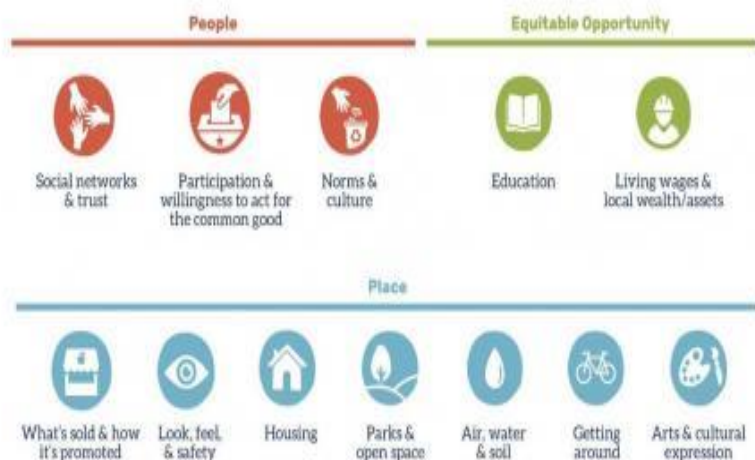 People
Social networks
& trust
Participation &
willingness to act for
the common good
Norms &
culture
Equitable Opportunity
Education
Living wages &
local wealth/assets
Place
What's sold & how
it's promoted
Look, feel,
& safety
Housing
Parks &
open space
Air, water
& soil
Getting
around
Arts & cultural
expression